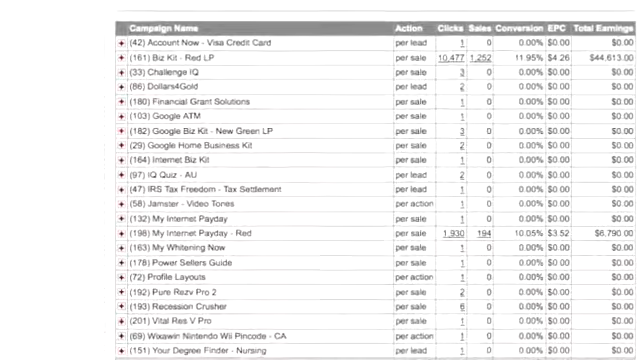 Campaign Name Action Clicks Sales Conversion EPC Total Earnings
(42) Account Now - Visa Credit Card per lead 1 0 0.00% $0.00 $0.00
(161) Biz Kit - Red LP per sale 10,477 1,252 11.95% $4.26 $44,613.00
(33) Challenge IQ per sale 3 0 0.00% $0.00 $0.00
(86) Dollars4Gold per lead 2 0 0.00% $0.00 $0.00
(180) Financial Grant Solutions per sale 1 0 0.00% $0.00 $0.00
(103) Google ATM per sale 1 0 0.00% $0.00 $0.00
(182) Google Biz Kit - New Green LP per sale 3 0 0.00% $0.00 $0.00
(29) Google Home Business Kit per sale 2 0 0.00% $0.00 $0.00
(164) Internet Biz Kit per sale 1 0 0.00% $0.00 $0.00
(97) IQ Quiz - AU per lead 2 0 0.00% $0.00 $0.00
(47) IRS Tax Freedom - Tax Settlement per lead 1 0 0.00% $0.00 $0.00
(58) Jamster - Video Tones per action 1 0 0.00% $0.00 $0.00
(132) My Internet Payday per sale 1 0 0.00% $0.00 $0.00
(198) My Internet Payday - Red per sale 1,930 194 10.05% $3.52 $6,790.00
(163) My Whitening Now per sale 1 0 0.00% $0.00 $0.00
(178) Power Sellers Guide per sale 1 0 0.00% $0.00 $0.00
(72) Profile Layouts per action 1 0 0.00% $0.00 $0.00
(192) Pure Rezv Pro 2 per sale 2 0 0.00% $0.00 $0.00
(193) Recession Crusher per sale 6 0 0.00% $0.00 $0.00
(201) Vital Res V Pro per sale 1 0 0.00% $0.00 $0.00
(69) Wixawin Nintendo Wii Pincode - CA per action 1 0 0.00% $0.00 $0.00
(151) Your Degree Finder - Nursing per lead 1 0 0.00% $0.00 $0.00